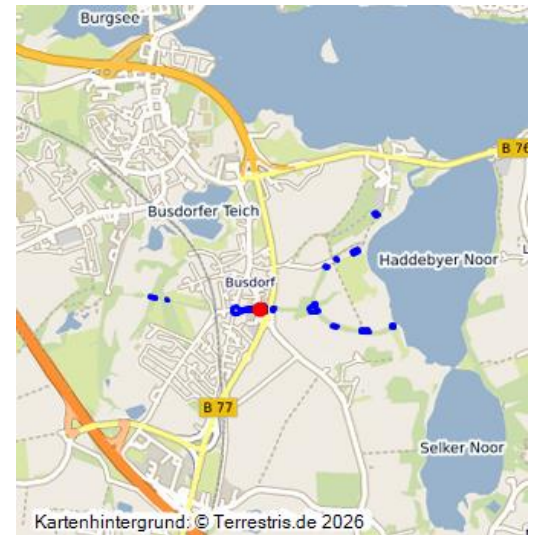 Burgsee
B 76
Busdorfer Teich
Haddebyer Noor
Busdorf
B 77
Selker Noor
Kartenhintergrund: © Terrestris.de 2026